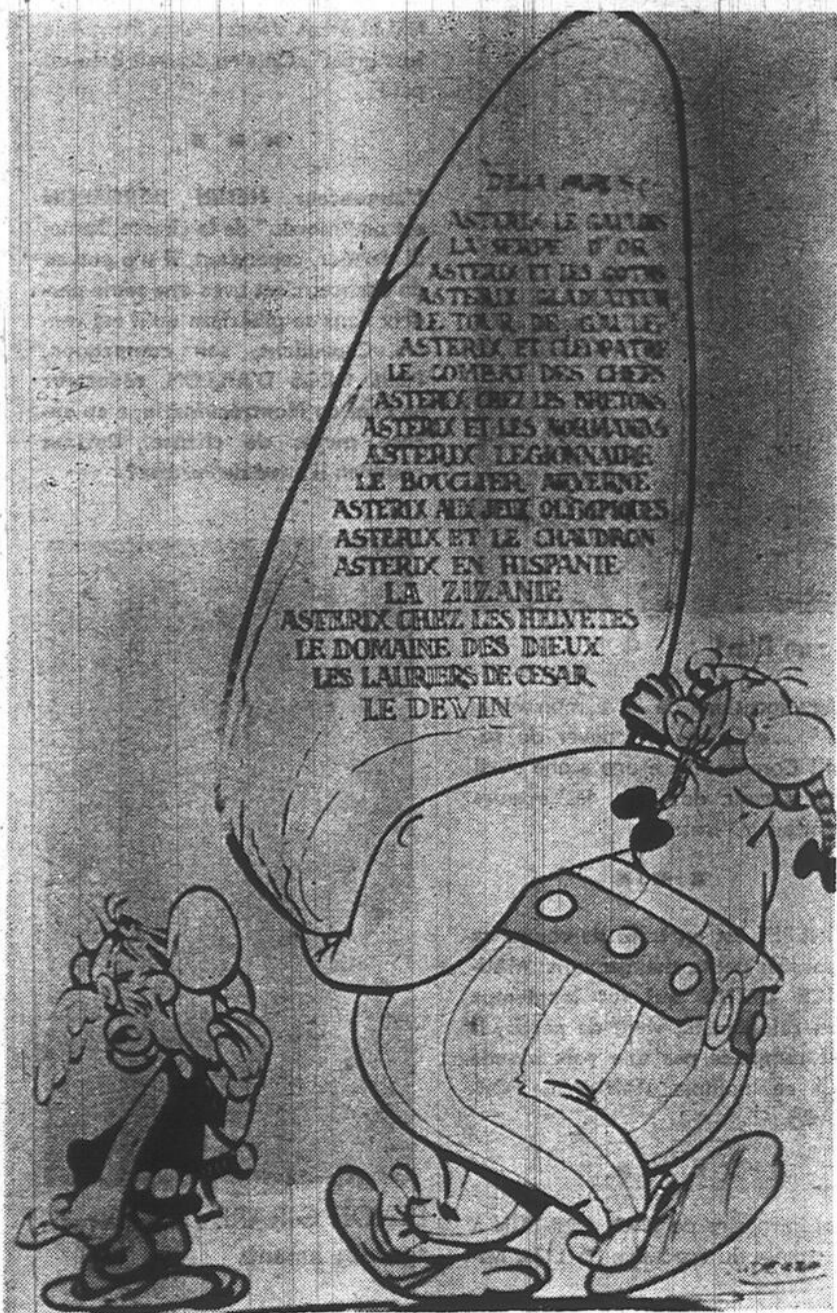 DEJA PARUS :
ASTERIX LE GAULOIS
LA SERPE D'OR
ASTERIX ET LES GOTHS
ASTERIX GLADIATEUR
LE TOUR DE GAULE
ASTERIX ET CLEOPATRE
LE COMBAT DES CHEFS
ASTERIX CHEZ LES BRETONS
ASTERIX ET LES NORMANDS
ASTERIX LEGIONNAIRE
LE BOUCLIER ARVERNE
ASTERIX AUX JEUX OLYMPIQUES
ASTERIX ET LE CHAUDRON
ASTERIX EN HISPANIE
LA ZIZANIE
ASTERIX CHEZ LES HELVETES
LE DOMAINE DES DIEUX
LES LAURIERS DE CESAR
LE DEVIN